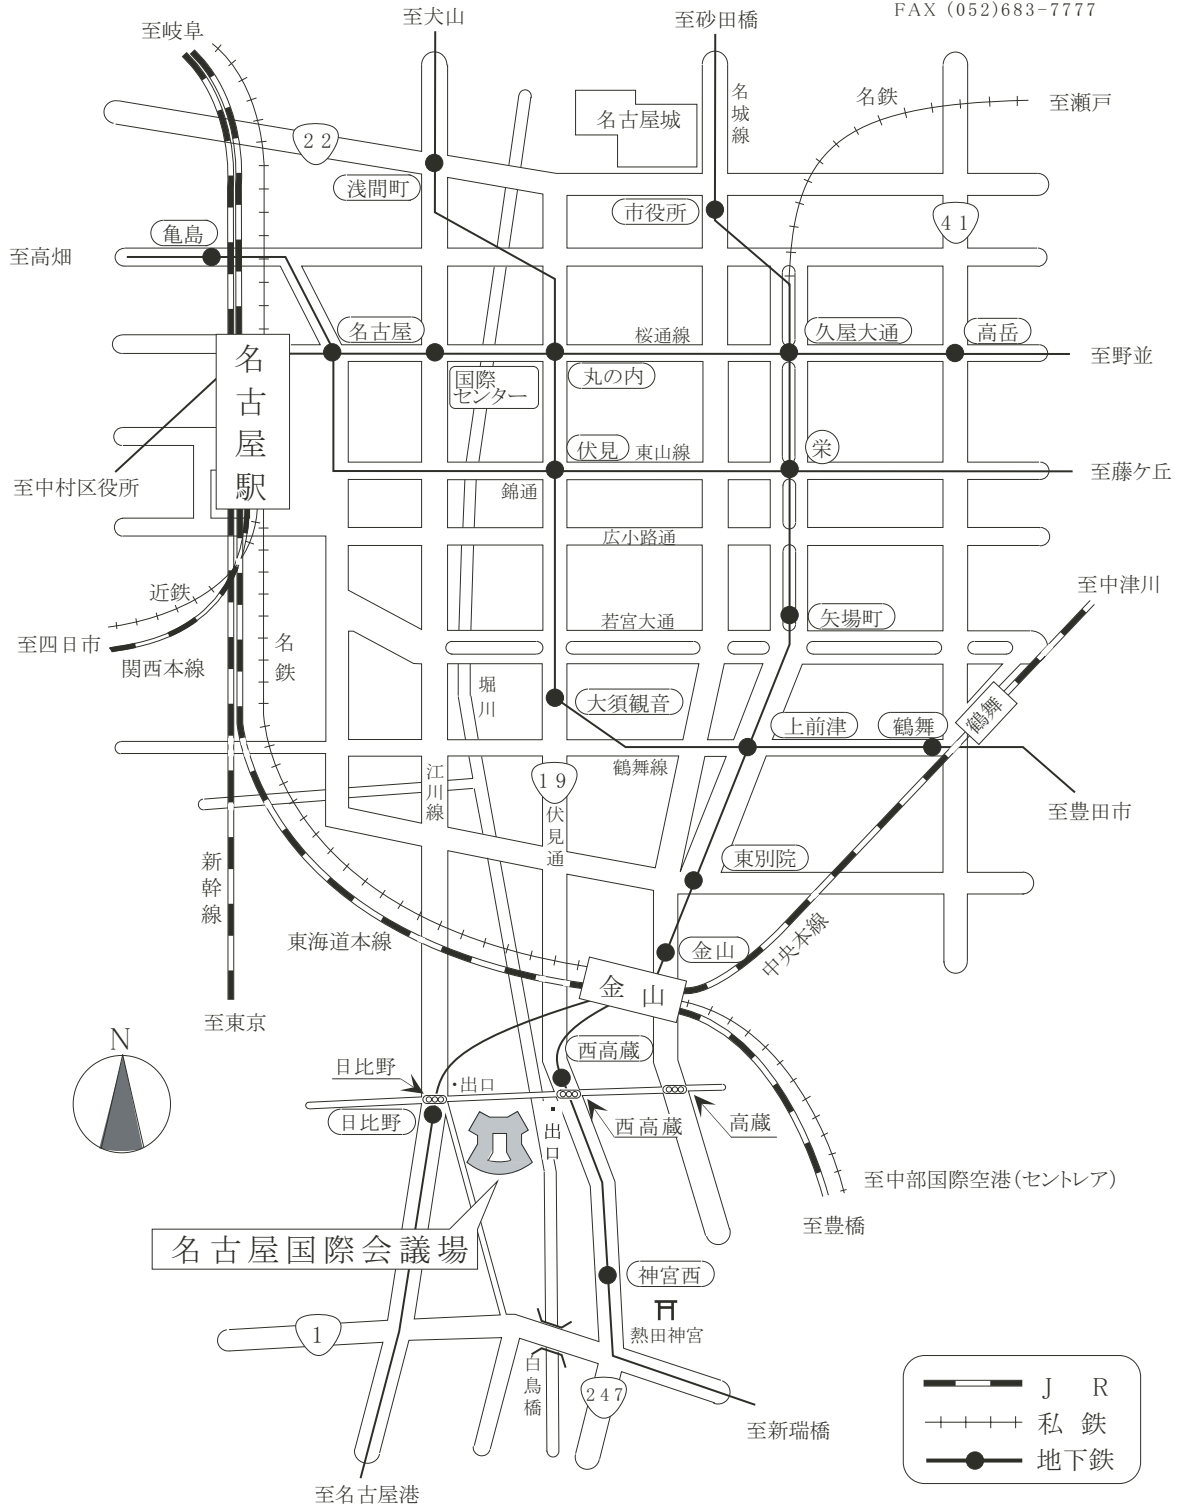 FAX (052)683-7777
至犬山
至砂田橋
至岐阜
名城線
名鉄
至瀬戸
名古屋城
22
浅間町
市役所
41
亀島
至高畑
名古屋
桜通線
久屋大通
高岳
至野並
名古屋駅
国際
センター
丸の内
伏見
東山線
栄
至藤ケ丘
至中村区役所
錦通
広小路通
至中津川
近鉄
若宮大通
矢場町
至四日市
名鉄
関西本線
堀川
大須観音
上前津
鶴舞
鶴舞
鶴舞線
江川線
19
伏見通
至豊田市
東別院
新幹線
東海道本線
金山
中央本線
金山
至東京
N
西高蔵
日比野
・出口
日比野
・出口
西高蔵
高蔵
至中部国際空港(セントレア)
至豊橋
名古屋国際会議場
神宮西
熱田神宮
1
白鳥橋
247
至新瑞橋
JR
私鉄
地下鉄
至名古屋港